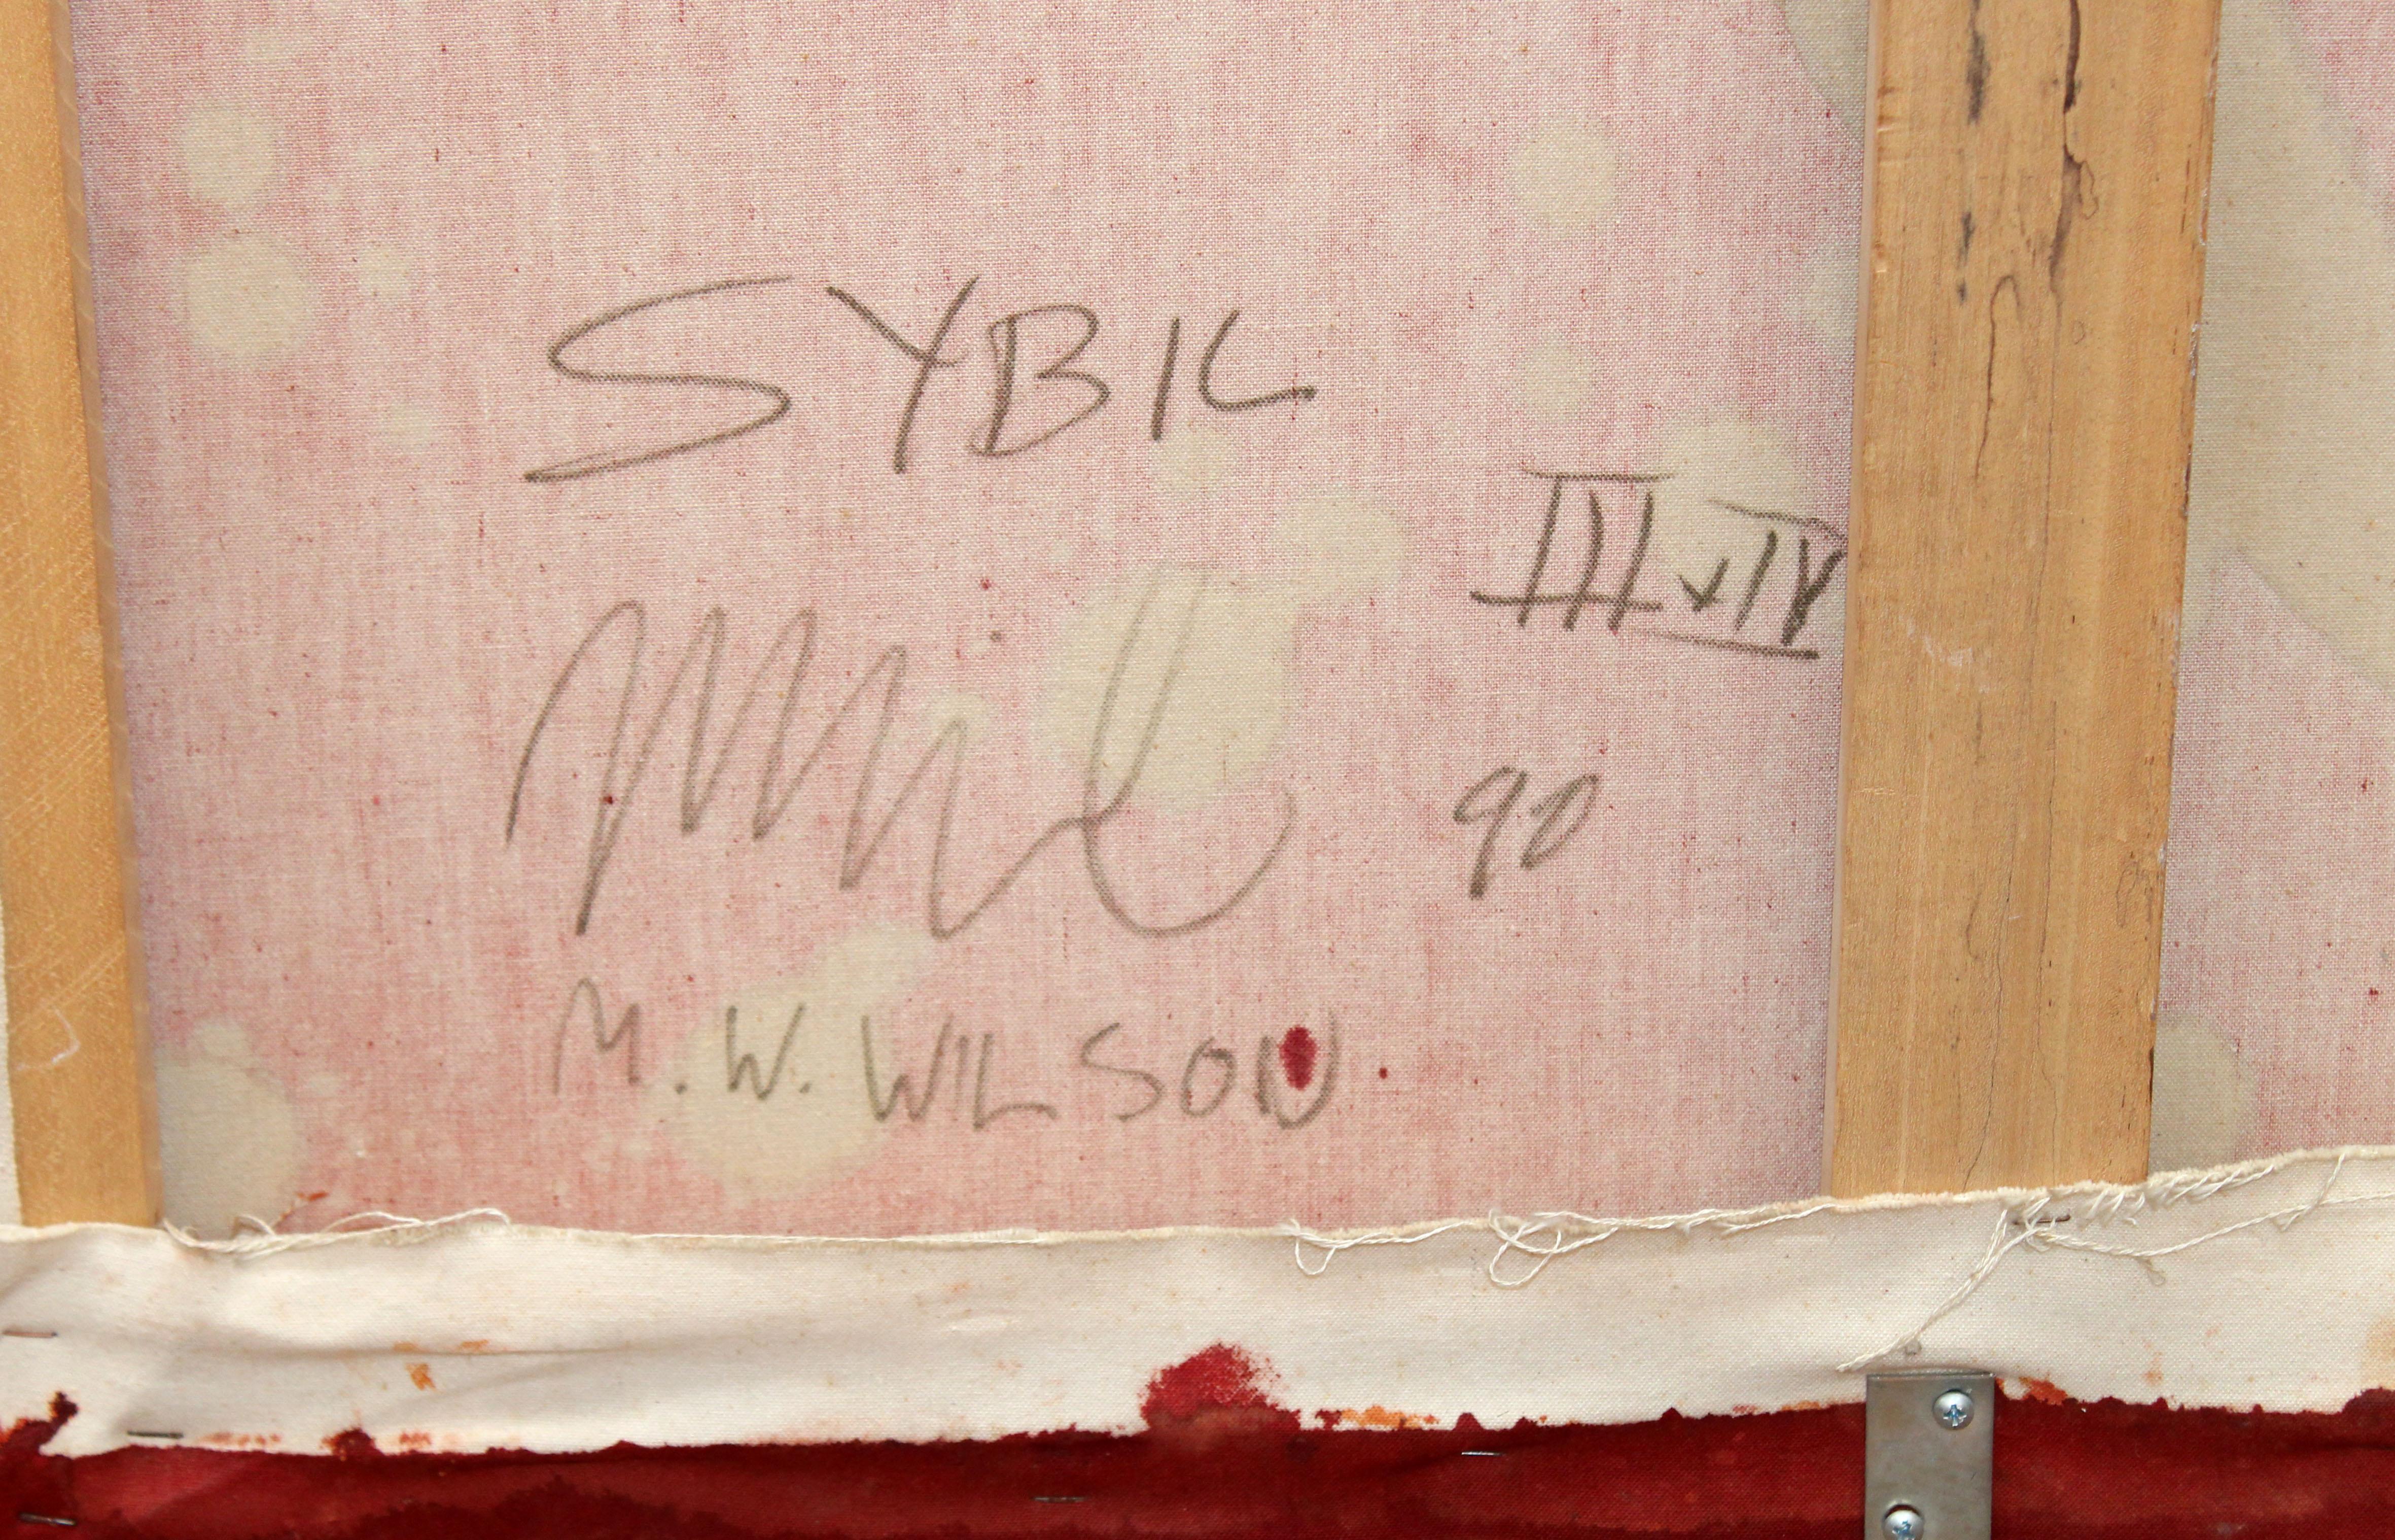 SYBIL
III x IV
90
M. W. WILSON